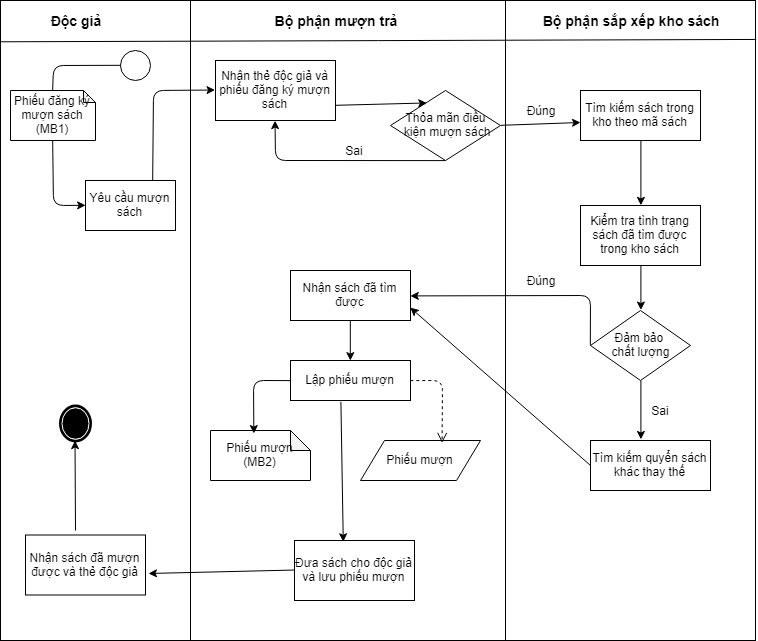 Độc giả
Bộ phận mượn trả
Bộ phận sắp xếp kho sách
Phiếu đăng ký
mượn sách
(MB1)
Yêu cầu mượn
sách
Nhận thẻ độc giả và
phiếu đăng ký mượn
sách
Thỏa mãn điều
kiện mượn sách
Sai
Đúng
Tìm kiếm sách trong
kho theo mã sách
Kiểm tra tình trạng
sách đã tìm được
trong kho sách
Đảm bảo
chất lượng
Đúng
Sai
Tìm kiếm quyển sách
khác thay thế
Nhận sách đã tìm
được
Lập phiếu mượn
Phiếu mượn
(MB2)
Phiếu mượn
Đưa sách cho độc giả
và lưu phiếu mượn
Nhận sách đã mượn
được và thẻ độc giả